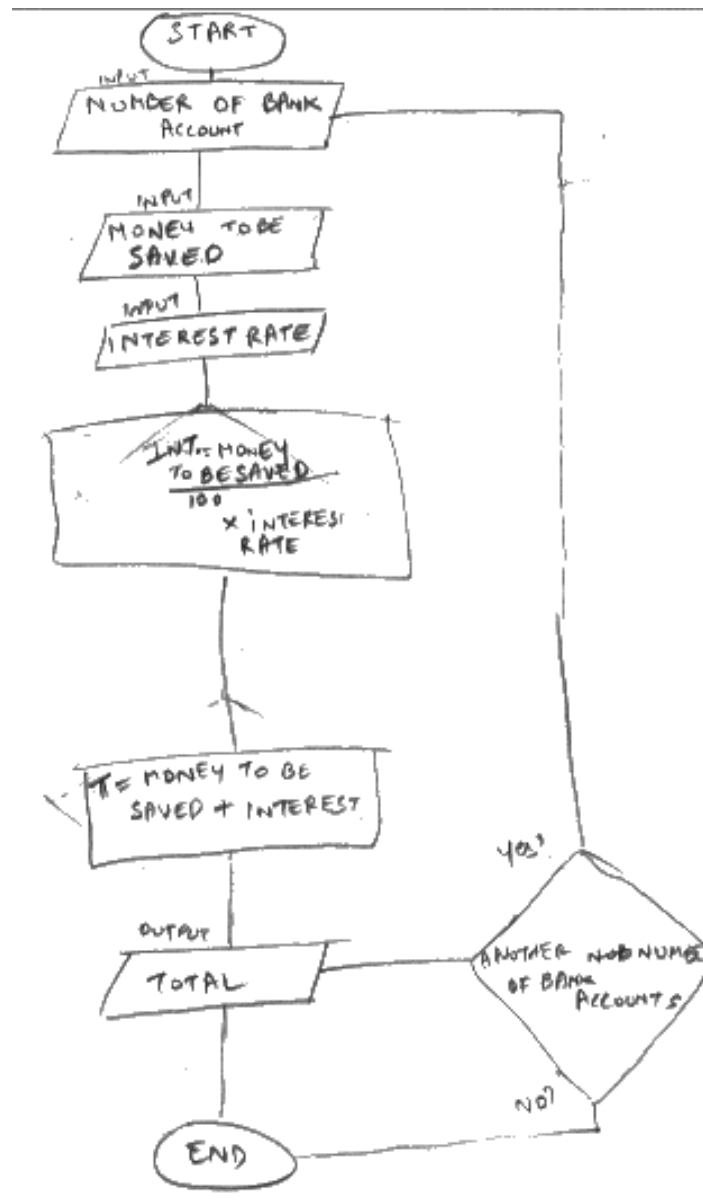 START
INPUT
NUMBER OF BANK
ACCOUNT
INPUT
MONEY TO BE
SAVED
INPUT
INTEREST RATE
INT = MONEY
TO BE SAVED
100
x INTEREST
RATE
T = MONEY TO BE
SAVED + INTEREST
OUTPUT
TOTAL
Yes?
ANOTHER NUMBE
OF BANK
ACCOUNTS
NO?
END